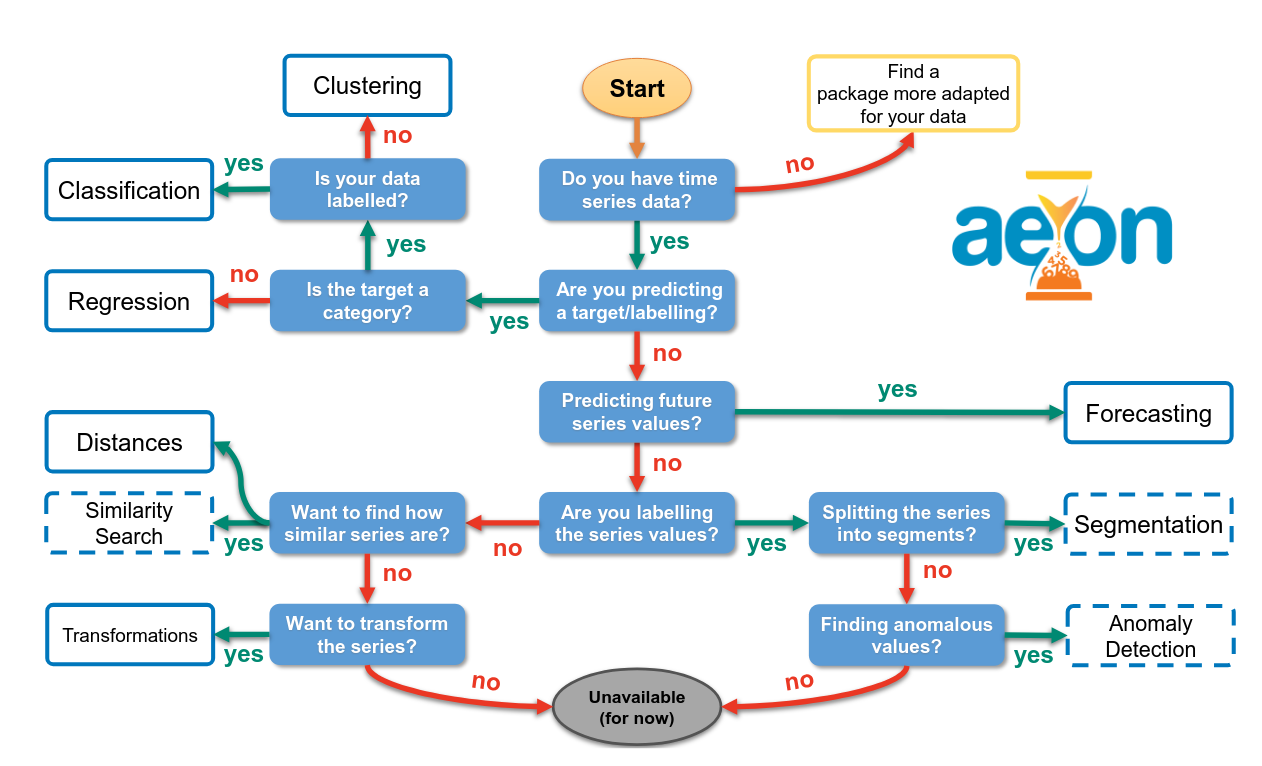 Clustering
Start
Find a
package more adapted
for your data
no
yes
Classification
Is your data
labelled?
Do you have time
series data?
no
yes
yes
aeon
345
6789
no
Regression
Is the target a
category?
yes
Are you predicting
a target/labelling?
no
Predicting future
series values?
yes
Forecasting
Distances
no
Similarity
Search
yes
Want to find how
similar series are?
no
Are you labelling
the series values?
yes
Splitting the series
into segments?
yes
Segmentation
no
no
Transformations
yes
Want to transform
the series?
Finding anomalous
values?
yes
Anomaly
Detection
no
Unavailable
(for now)
no